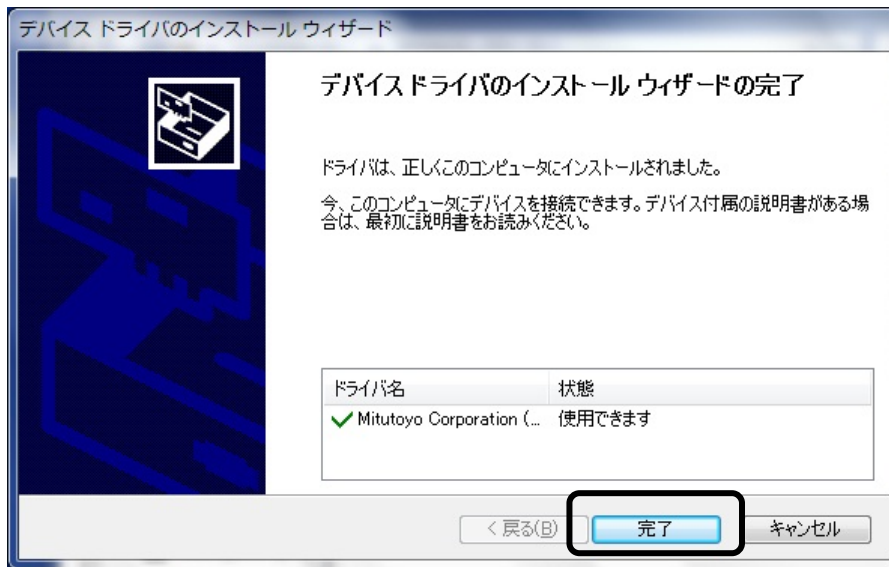 デバイス ドライバのインストール ウィザード
デバイス ドライバのインストール ウィザードの完了
ドライバは、正しくこのコンピュータにインストールされました。
今、このコンピュータにデバイスを接続できます。デバイス付属の説明書がある場
合は、最初に説明書をお読みください。
ドライバ名 状態
Mitutoyo Corporation (... 使用できます
< 戻る(B) 完了 キャンセル